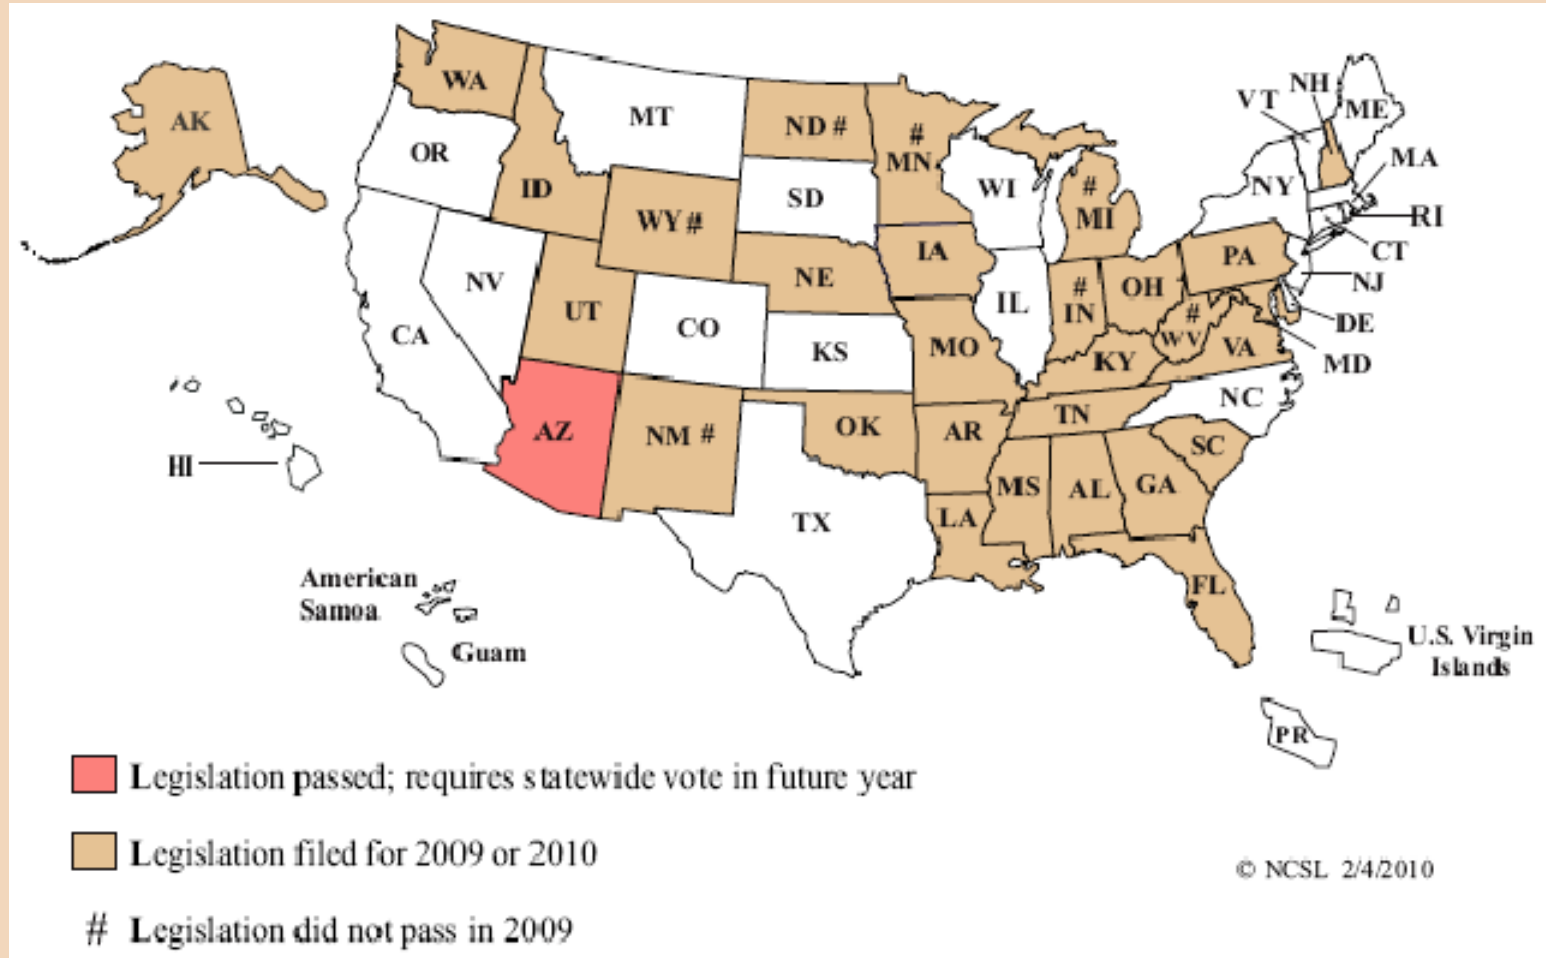 WA
MT
ND #
#
MN
VT
NH
ME
AK
OR
ID
SD
WI
#
MI
NY
MA
RI
WY #
IA
PA
CT
NJ
NV
UT
NE
IL
#
IN
OH
#
WV
VA
DE
MD
CA
CO
KS
MO
KY
NC
AZ
NM #
OK
AR
TN
SC
HI
TX
LA
MS
AL
GA
FL
American
Samoa
Guam
U.S. Virgin
Islands
PR
Legislation passed; requires statewide vote in future year
Legislation filed for 2009 or 2010
© NCSL 2/4/2010
# Legislation did not pass in 2009